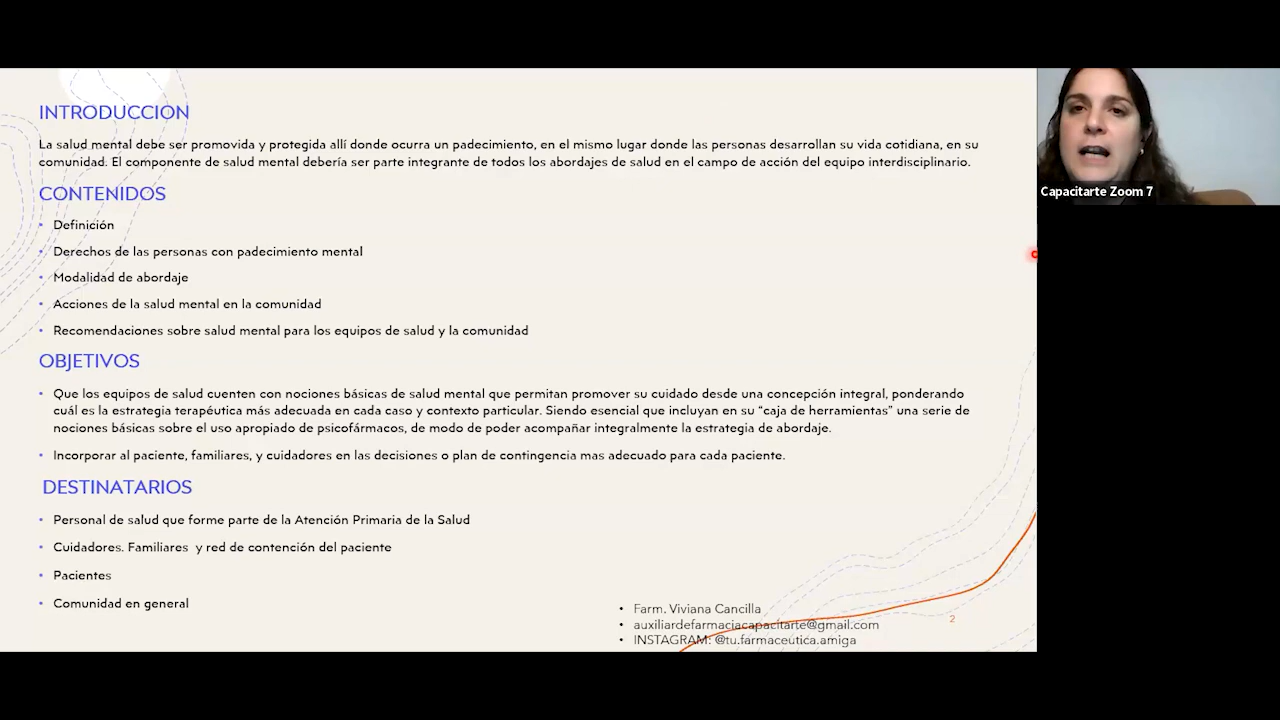 INTRODUCCION
La salud mental debe ser promovida y protegida allí donde ocurra un padecimiento, en el mismo lugar donde las personas desarrollan su vida cotidiana, en su
comunidad. El componente de salud mental debería ser parte integrante de todos los abordajes de salud en el campo de acción del equipo interdisciplinario.
CONTENIDOS
• Definición
• Derechos de las personas con padecimiento mental
• Modalidad de abordaje
• Acciones de la salud mental en la comunidad
• Recomendaciones sobre salud mental para los equipos de salud y la comunidad
OBJETIVOS
• Que los equipos de salud cuenten con nociones básicas de salud mental que permitan promover su cuidado desde una concepción integral, ponderando
cuál es la estrategia terapéutica más adecuada en cada caso y contexto particular. Siendo esencial que incluyan en su “caja de herramientas” una serie de
nociones básicas sobre el uso apropiado de psicofármacos, de modo de poder acompañar integralmente la estrategia de abordaje.
• Incorporar al paciente, familiares, y cuidadores en las decisiones o plan de contingencia mas adecuado para cada paciente.
DESTINATARIOS
• Personal de salud que forme parte de la Atención Primaria de la Salud
• Cuidadores. Familiares y red de contención del paciente
• Pacientes
• Comunidad en general
• Farm. Viviana Cancilla
• auxiliardefarmaciacapacitarte@gmail.com
• INSTAGRAM: @tu.farmaceutica.amiga
2
Capacitarte Zoom 7